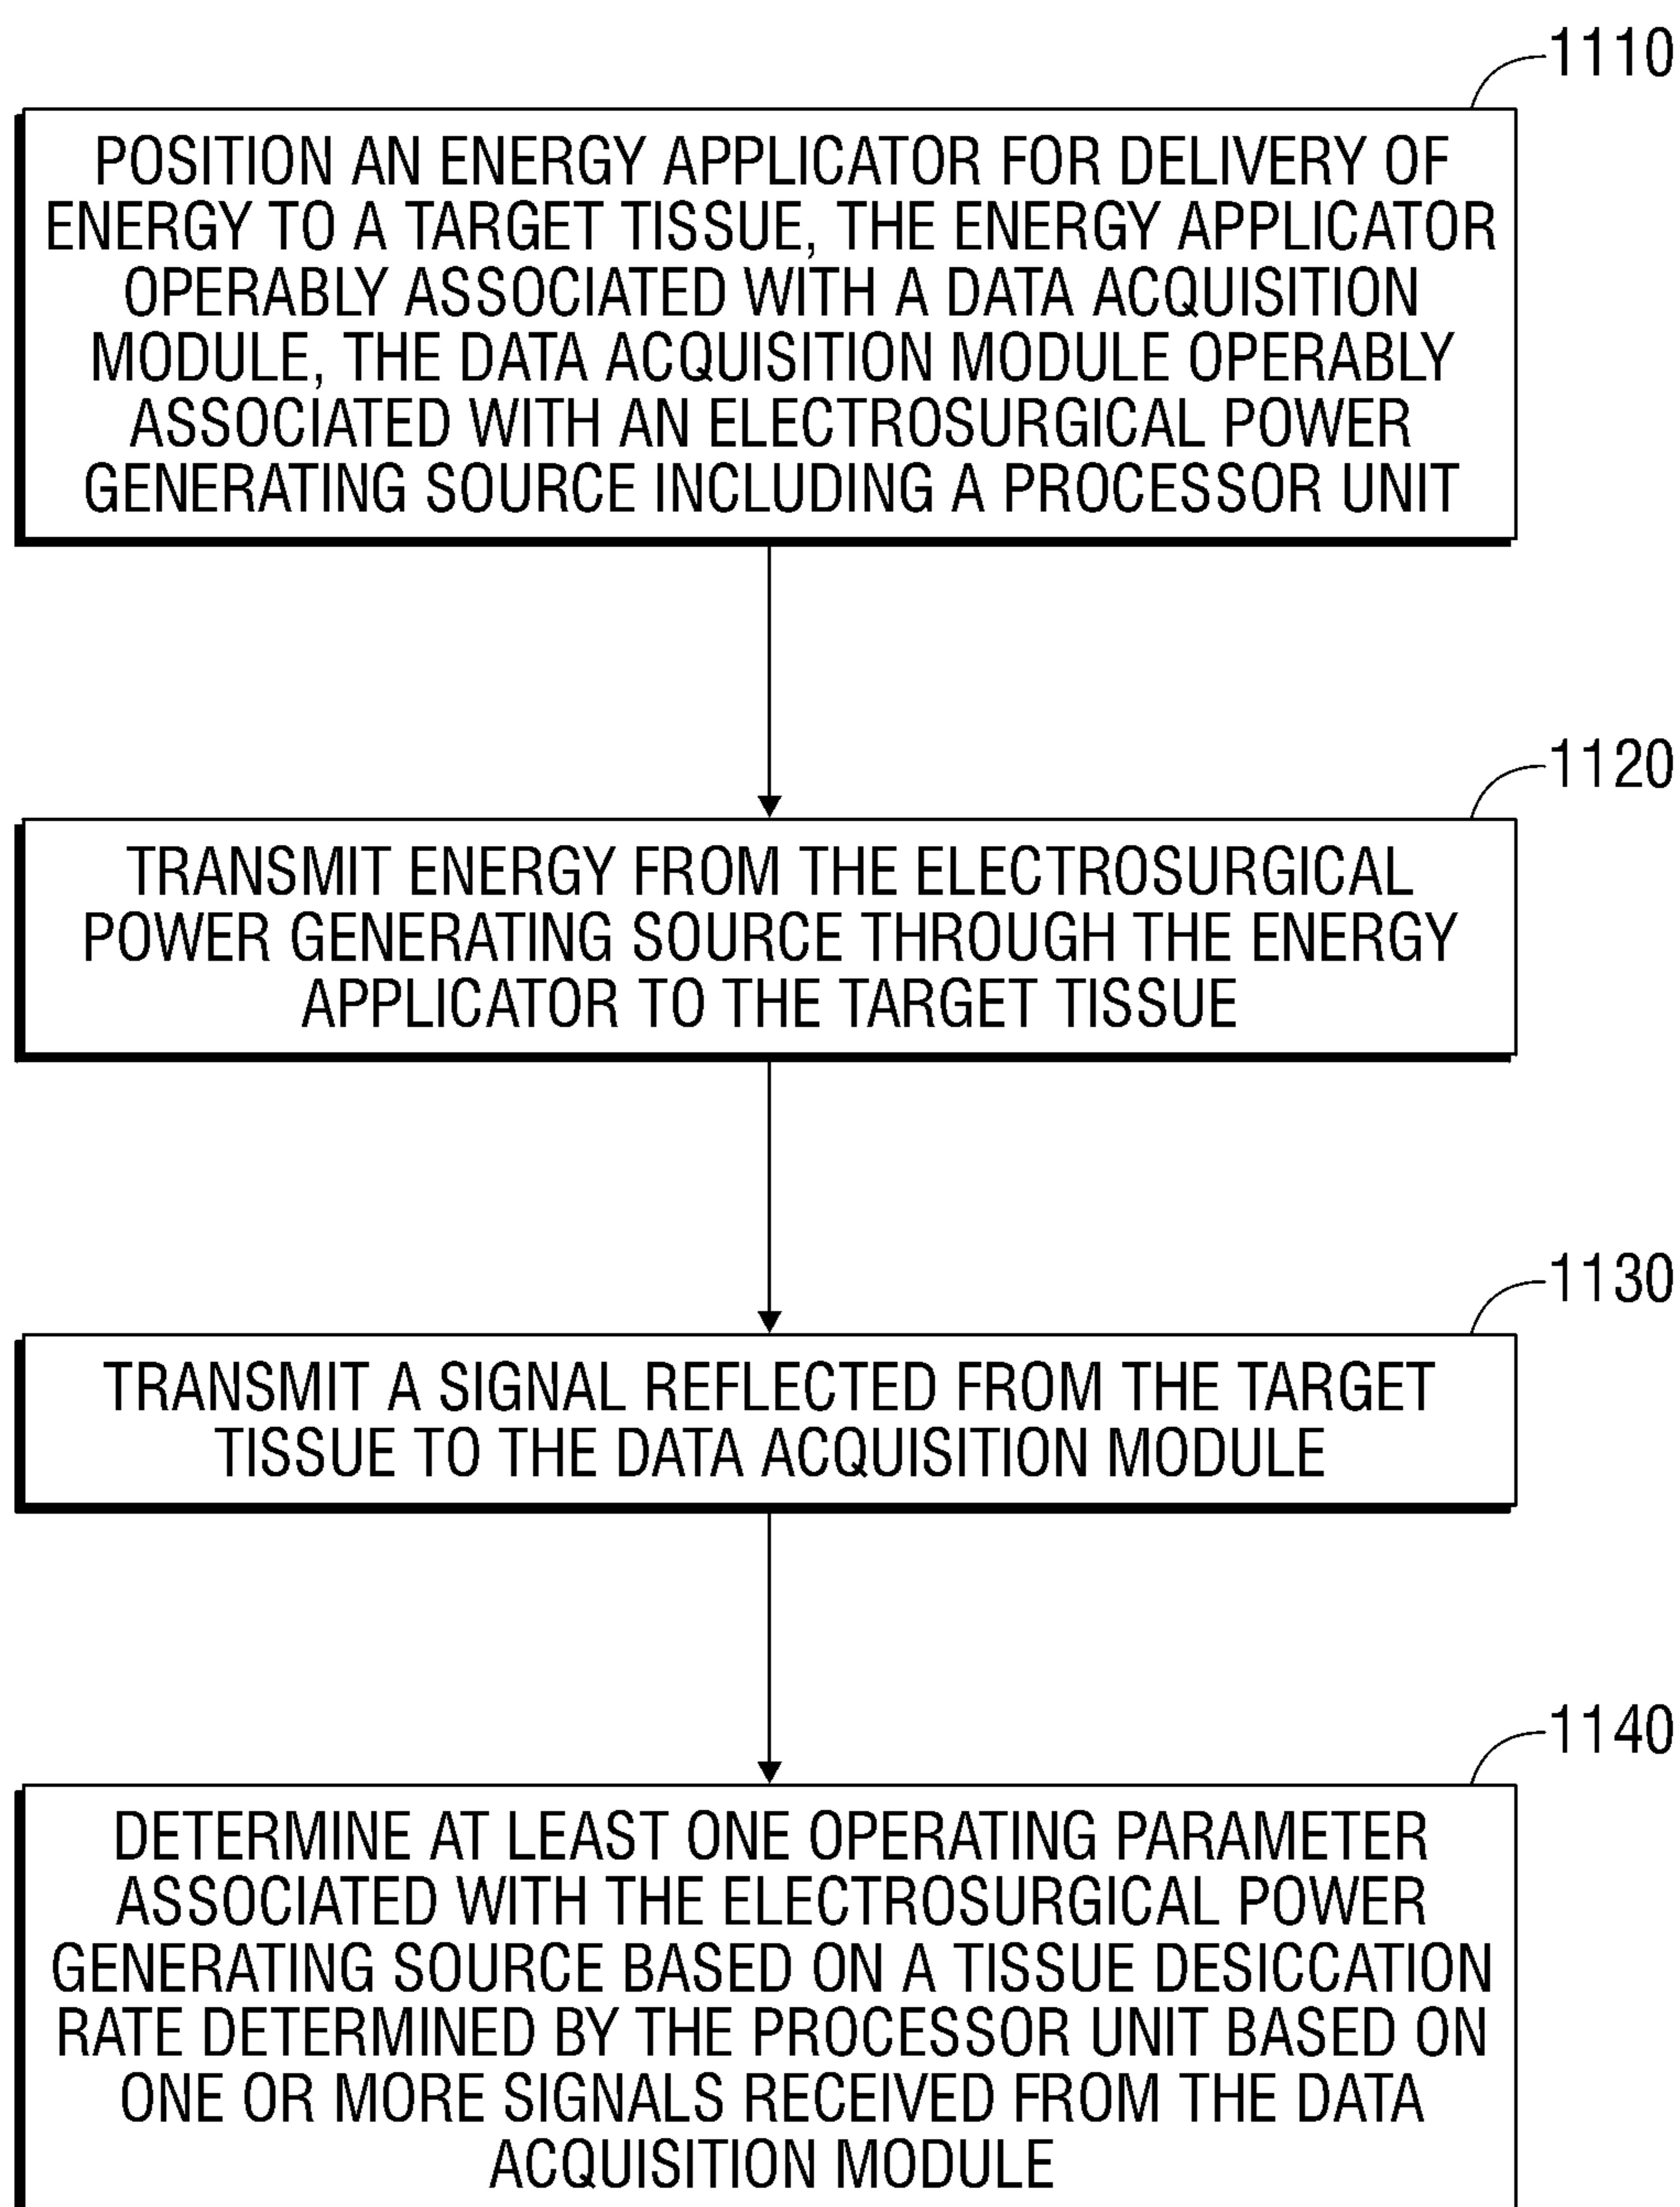 1110
POSITION AN ENERGY APPLICATOR FOR DELIVERY OF
ENERGY TO A TARGET TISSUE, THE ENERGY APPLICATOR
OPERABLY ASSOCIATED WITH A DATA ACQUISITION
MODULE, THE DATA ACQUISITION MODULE OPERABLY
ASSOCIATED WITH AN ELECTROSURGICAL POWER
GENERATING SOURCE INCLUDING A PROCESSOR UNIT
1120
TRANSMIT ENERGY FROM THE ELECTROSURGICAL
POWER GENERATING SOURCE THROUGH THE ENERGY
APPLICATOR TO THE TARGET TISSUE
1130
TRANSMIT A SIGNAL REFLECTED FROM THE TARGET
TISSUE TO THE DATA ACQUISITION MODULE
1140
DETERMINE AT LEAST ONE OPERATING PARAMETER
ASSOCIATED WITH THE ELECTROSURGICAL POWER
GENERATING SOURCE BASED ON A TISSUE DESICCATION
RATE DETERMINED BY THE PROCESSOR UNIT BASED ON
ONE OR MORE SIGNALS RECEIVED FROM THE DATA
ACQUISITION MODULE